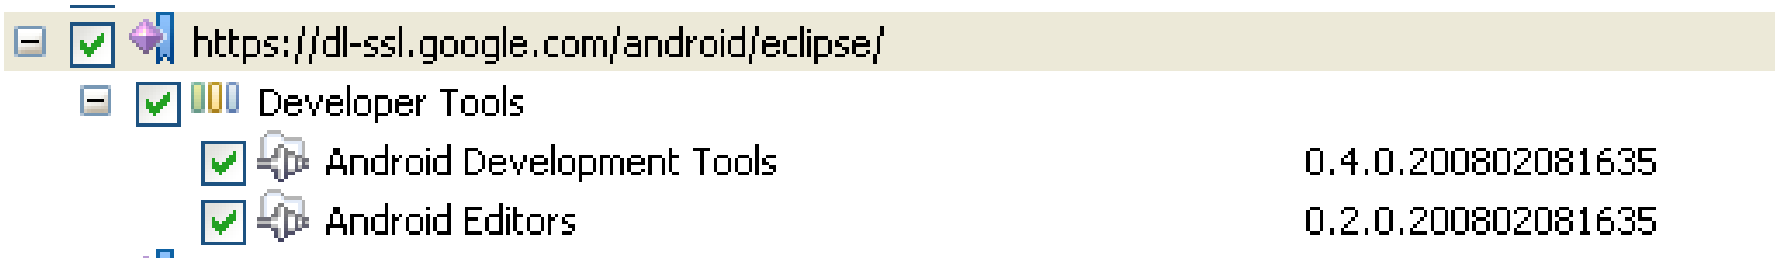 https://dl-ssl.google.com/android/eclipse/
Developer Tools
Android Development Tools 0.4.0.200802081635
Android Editors 0.2.0.200802081635